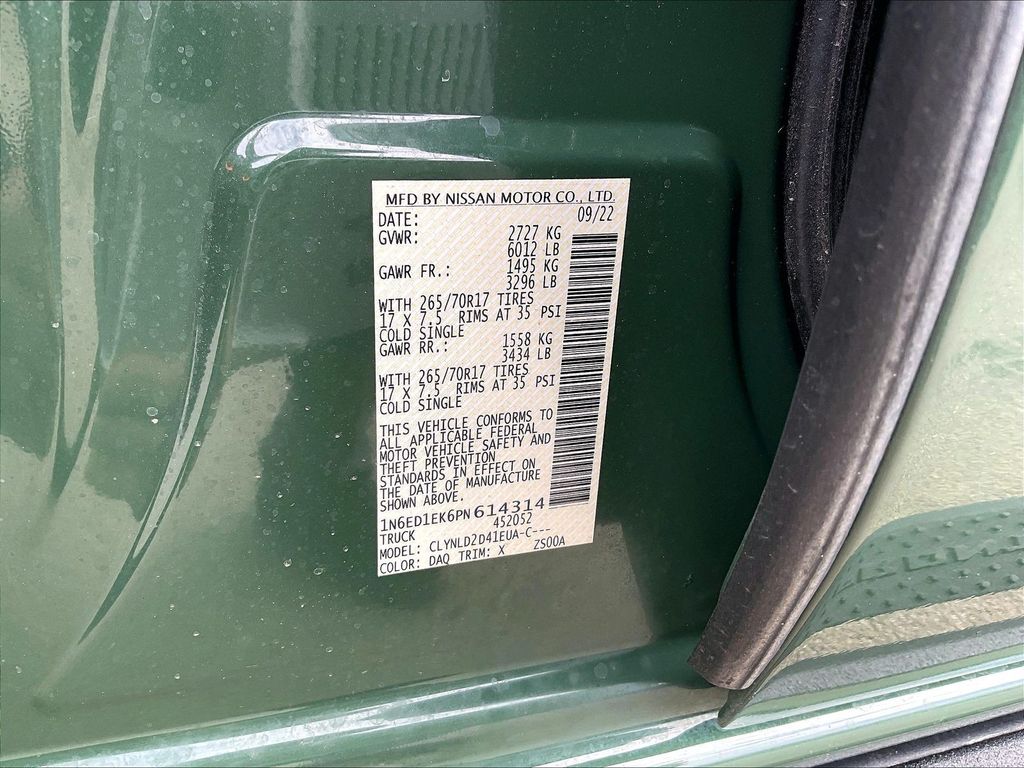 MFD BY NISSAN MOTOR CO., LTD.
DATE: 09/22
GVWR: 2727 KG
6012 LB
GAWR FR.: 1495 KG
3296 LB
WITH 265/70R17 TIRES
17 X 7.5 RIMS AT 35 PSI
COLD SINGLE
GAWR RR.: 1558 KG
3434 LB
WITH 265/70R17 TIRES
17 X 7.5 RIMS AT 35 PSI
COLD SINGLE
THIS VEHICLE CONFORMS TO
ALL APPLICABLE FEDERAL
MOTOR VEHICLE SAFETY AND
THEFT PREVENTION
STANDARDS IN EFFECT ON
THE DATE OF MANUFACTURE
SHOWN ABOVE.
1N6ED1EK6PN614314
TRUCK 452052
MODEL: CLYNLD2D41EUA-C---
COLOR: DAQ TRIM: X ZS00A